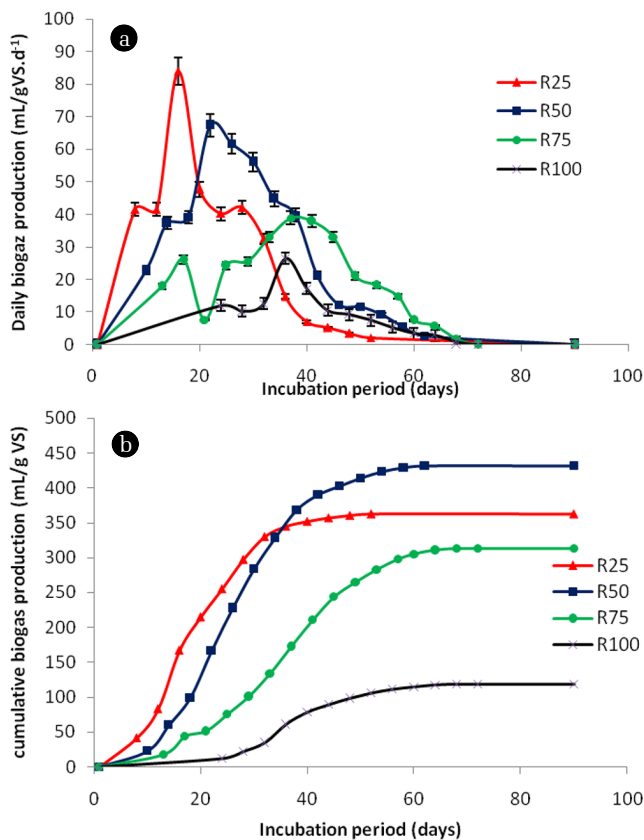 a
Daily biogaz production (mL/gVS.d-1)
100
90
80
70
60
50
40
30
20
10
0
R25
R50
R75
R100
0 20 40 60 80 100
Incubation period (days)
b
cumulative biogas production (mL/g VS)
500
450
400
350
300
250
200
150
100
50
0
R25
R50
R75
R100
0 20 40 60 80 100
Incubation period (days)